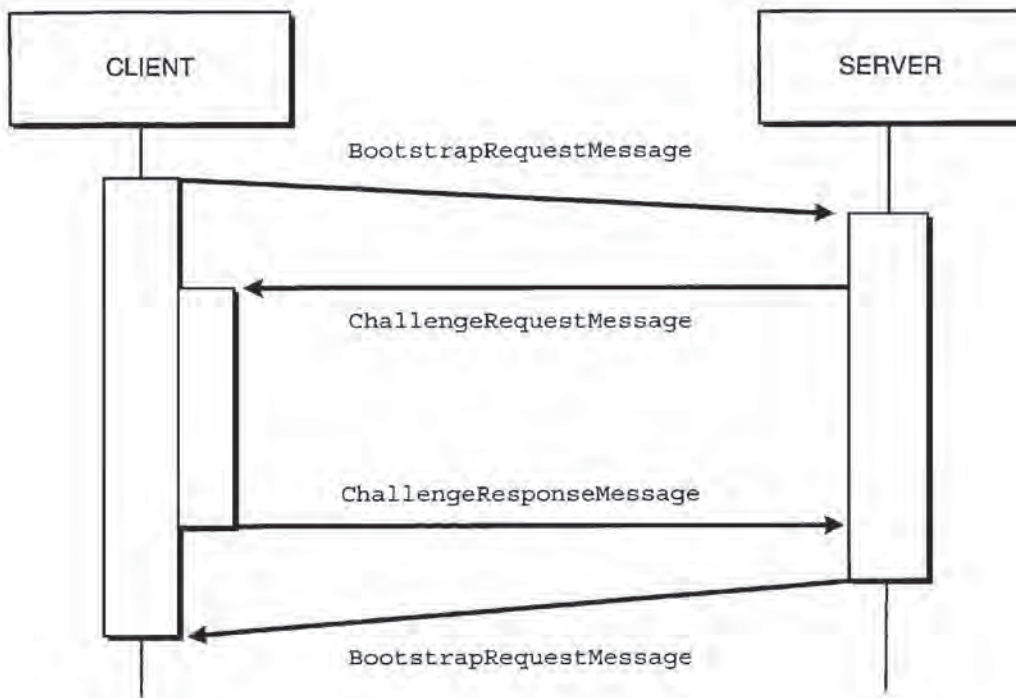 CLIENT
SERVER
BootstrapRequestMessage
ChallengeRequestMessage
ChallengeResponseMessage
BootstrapRequestMessage